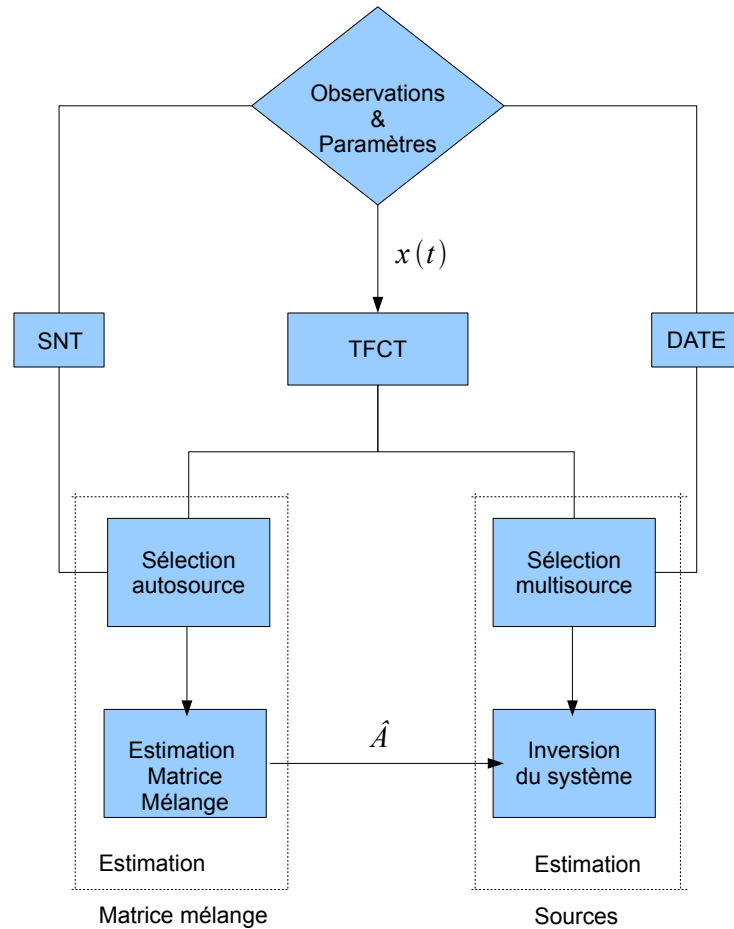 Observations
&
Paramètres
x(t)
SNT
TFCT
DATE
Sélection
autosource
Sélection
multisource
Estimation
Matrice
Mélange
Â
Inversion
du système
Estimation
Matrice mélange
Estimation
Sources